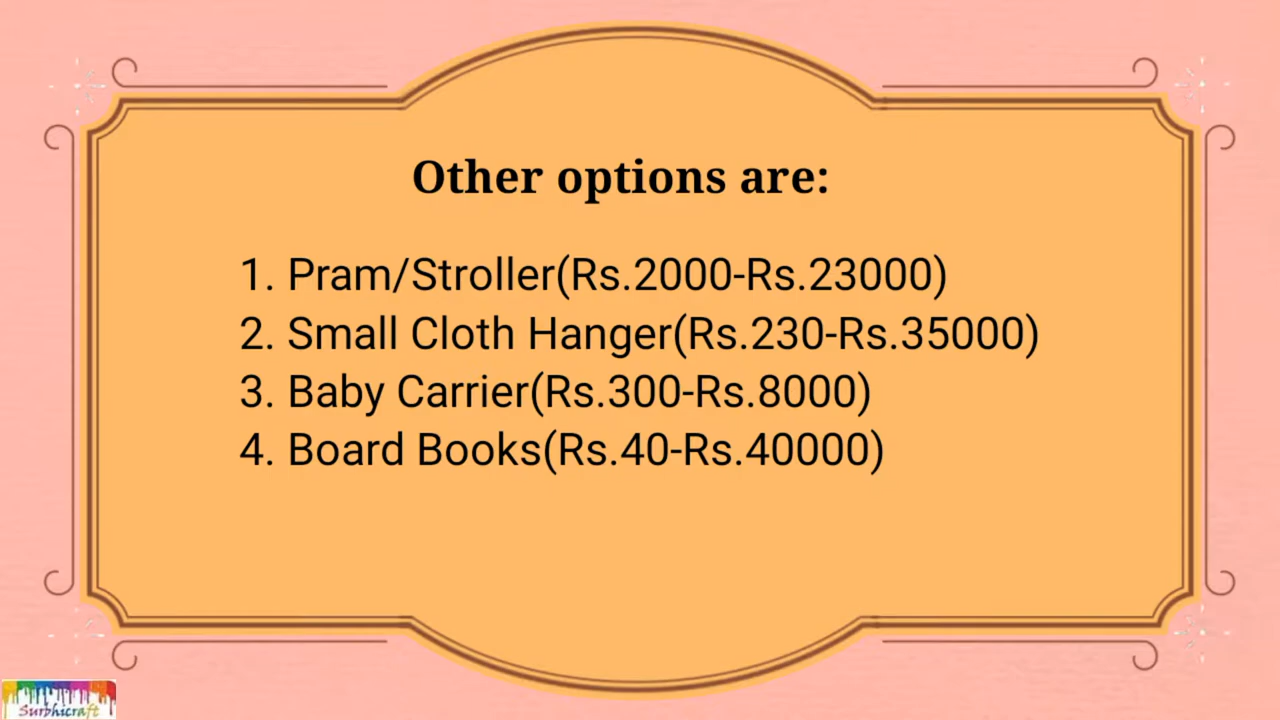 Other options are:
1. Pram/Stroller(Rs.2000-Rs.23000)
2. Small Cloth Hanger(Rs.230-Rs.35000)
3. Baby Carrier(Rs.300-Rs.8000)
4. Board Books(Rs.40-Rs.40000)
Surbhicraft